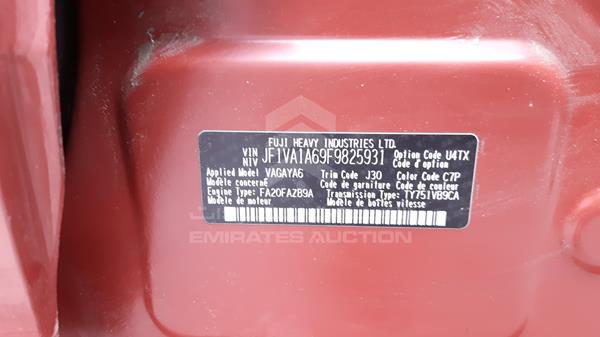 FUJI HEAVY INDUSTRIES LTD.
VIN NIV JF1VA1A69F9825931 Option Code U4TX
Code d'option
Applied Model VAGAYA6 Trim Code J30 Color Code C7P
Modèle concerné Code de garniture Code de couleur
Engine Type: FA20FAZB9A Transmission Type: TY751VB9CA
Modèle de moteur Modèle de boîtes vitesse
EMIRATES AUCTION